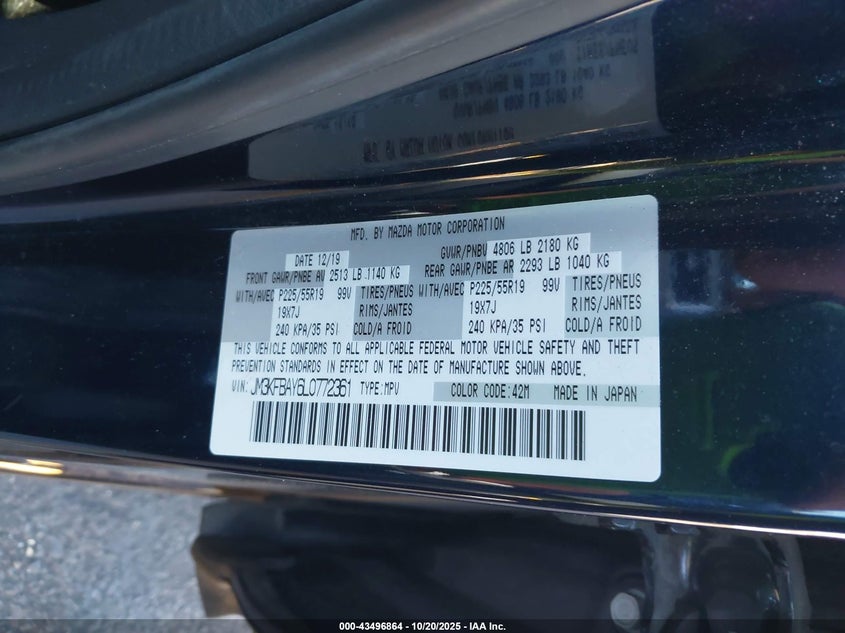 MFD. BY MAZDA MOTOR CORPORATION
DATE 12/19 GVWR/PNBV 4806 LB 2180 KG
FRONT GAWR/PNBE AV 2513 LB 1140 KG REAR GAWR/PNBE AR 2293 LB 1040 KG
WITH/AVEC P225/55R19 99V TIRES/PNEUS WITH/AVEC P225/55R19 99V TIRES/PNEUS
19X7J RIMS/JANTES 19X7J RIMS/JANTES
240 KPA/35 PSI COLD/A FROID 240 KPA/35 PSI COLD/A FROID
THIS VEHICLE CONFORMS TO ALL APPLICABLE FEDERAL MOTOR VEHICLE SAFETY AND THEFT
PREVENTION STANDARDS IN EFFECT ON THE DATE OF MANUFACTURE SHOWN ABOVE.
VIN: JM3KFBAY6L0772361 TYPE:MPV COLOR CODE:42M MADE IN JAPAN
000-43496864 | 10/20/2025 - IAA Inc.